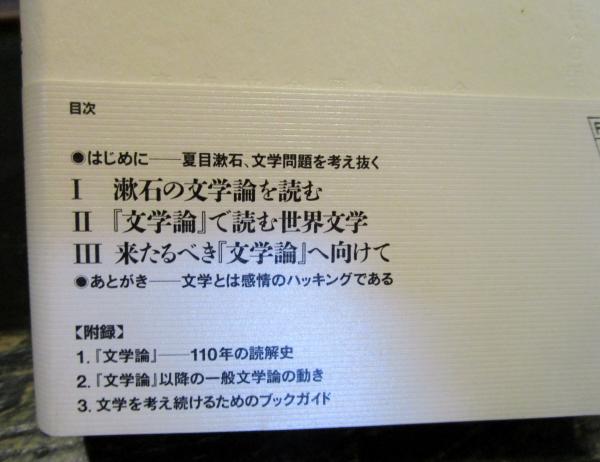 目次
●はじめに──夏目漱石、文学問題を考え抜く
I 漱石の文学論を読む
II 『文学論』で読む世界文学
III 来たるべき『文学論』へ向けて
●あとがき──文学とは感情のハッキングである
【附録】
1.『文学論』──110年の読解史
2.『文学論』以降の一般文学論の動き
3. 文学を考え続けるためのブックガイド